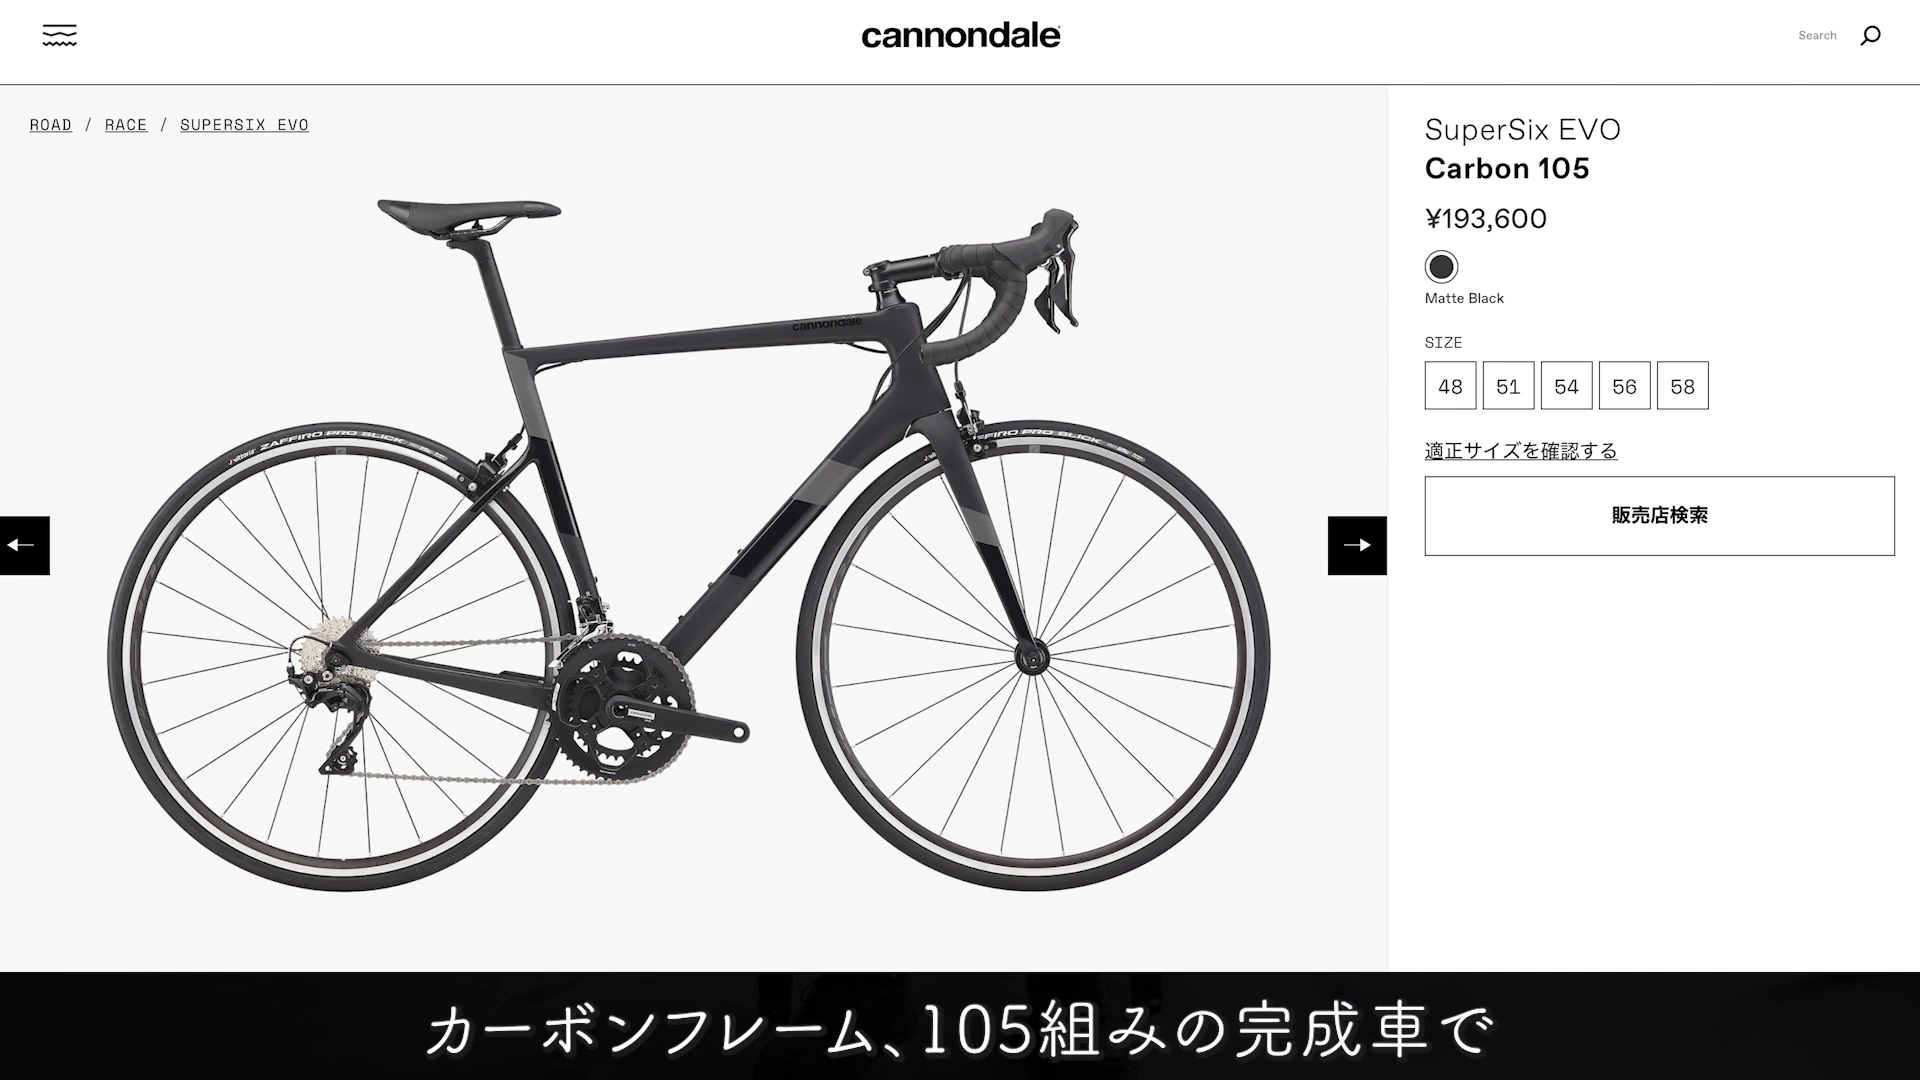 cannondale
Search
ROAD / RACE / SUPERSIX EVO
SuperSix EVO
Carbon 105
¥193,600
Matte Black
SIZE
48 51 54 56 58
適正サイズを確認する
販売店検索
cannondale
vittoria ZAFFIRO PRO SLICK
ZAFFIRO PRO SLICK
カーボンフレーム、105組みの完成車で